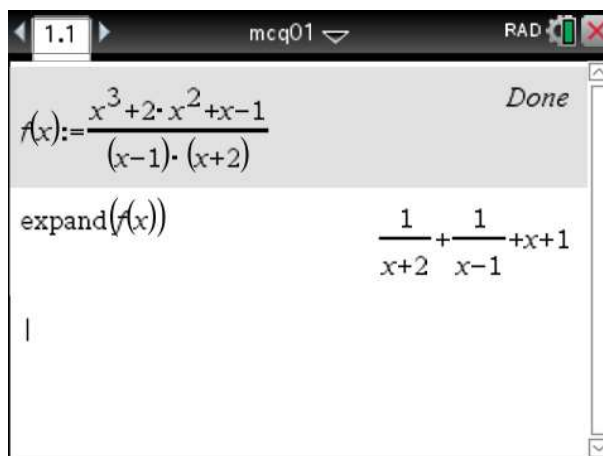 1.1 mcq01 RAD
f(x):=x^3+2·x^2+x-1/(x-1)·(x+2) Done
expand(f(x)) 1/x+2+1/x-1+x+1